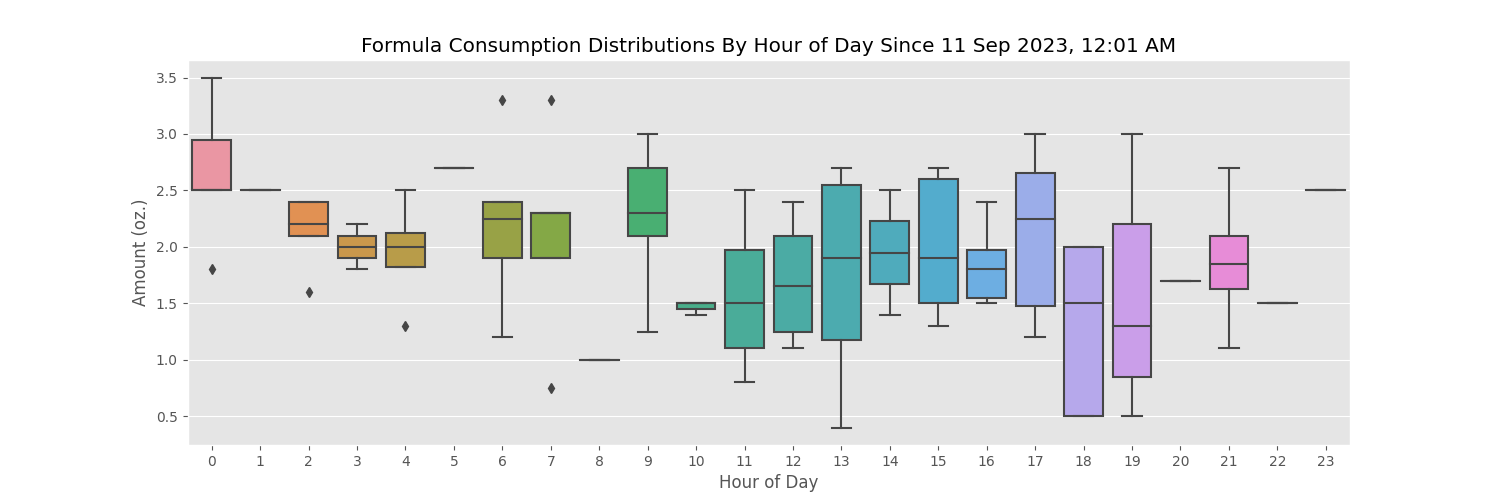 Formula Consumption Distributions By Hour of Day Since 11 Sep 2023, 12:01 AM
3.5
3.0
2.5
2.0
1.5
1.0
0.5
Amount (oz.)
0 1 2 3 4 5 6 7 8 9 10 11 12 13 14 15 16 17 18 19 20 21 22 23
Hour of Day